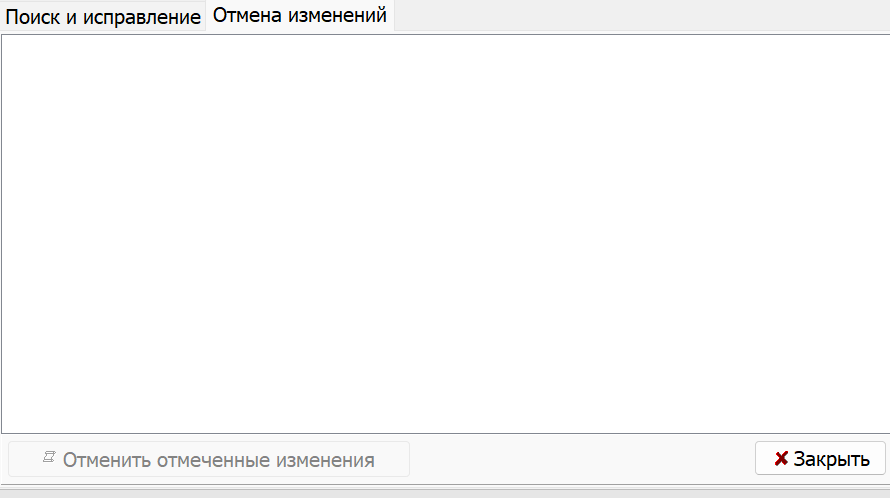 Поиск и исправление
Отмена изменений
Отменить отмеченные изменения
Закрыть